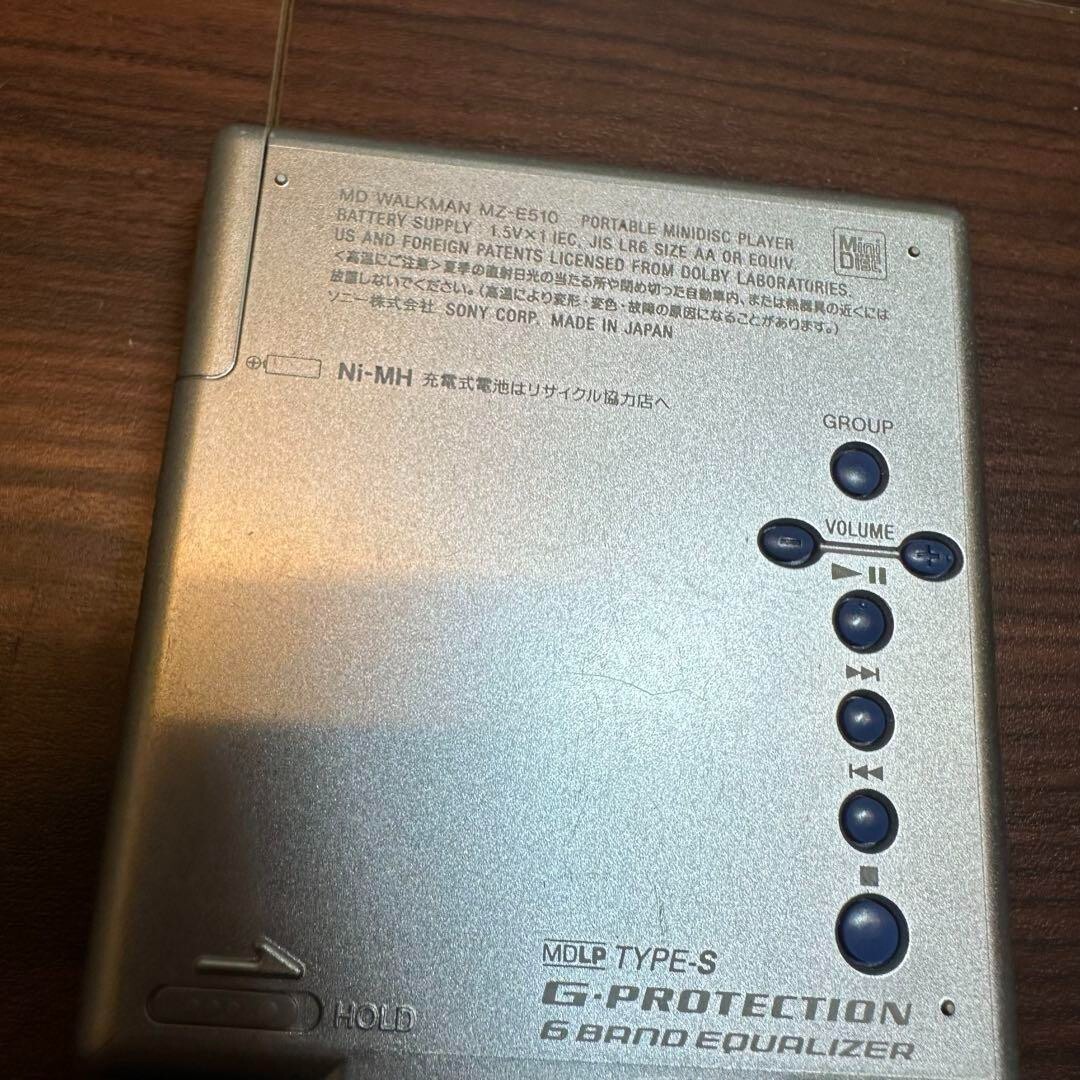 MD WALKMAN MZ-E510 PORTABLE MINIDISC PLAYER
BATTERY SUPPLY : 1.5V×1 IEC, JIS LR6 SIZE AA OR EQUIV.
US AND FOREIGN PATENTS LICENSED FROM DOLBY LABORATORIES.
<高温にご注意>夏季の直射日光の当たる所や閉め切った自動車内、または熱器具の近くには
放置しないでください。(高温により変形・変色・故障の原因になることがあります。)
ソニー株式会社 SONY CORP. MADE IN JAPAN
Mini Disc
⊕ Ni-MH 充電式電池はリサイクル協力店へ
GROUP
VOLUME
- +
MDLP TYPE-S
G-PROTECTION
6 BAND EQUALIZER
HOLD